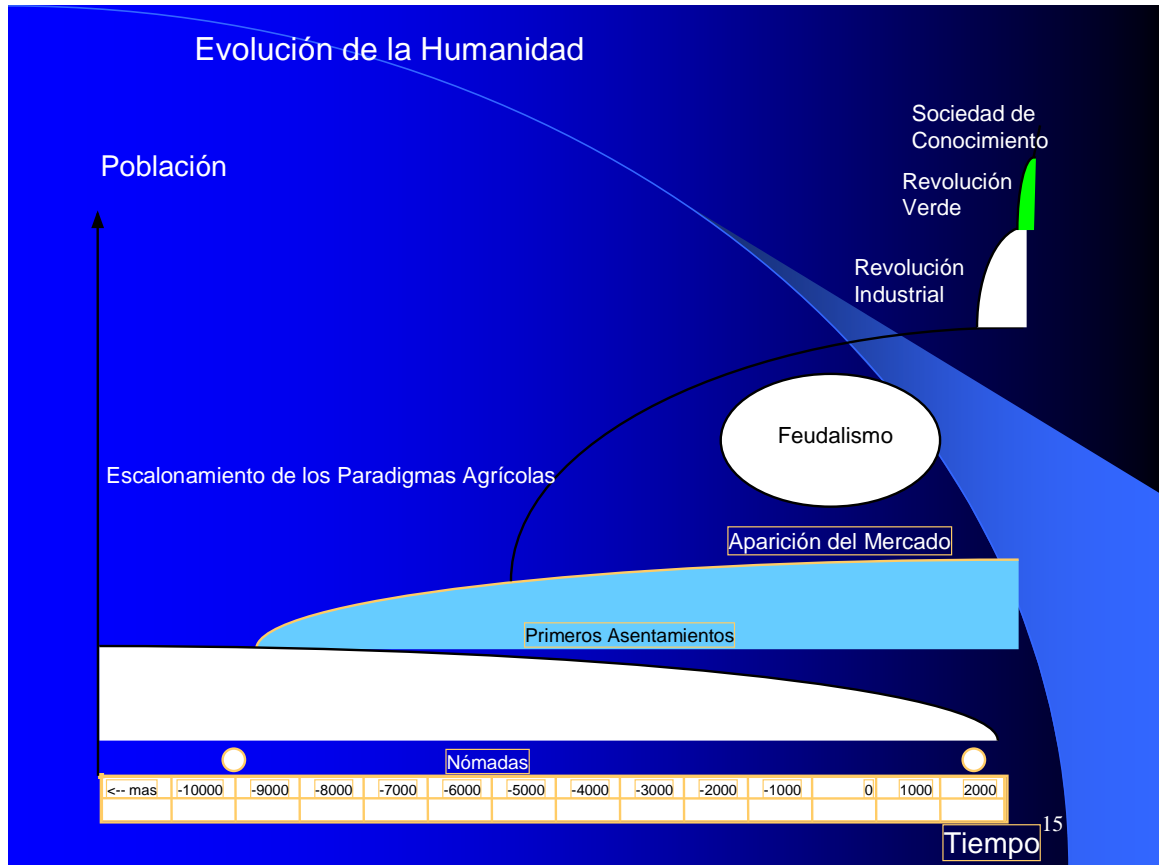 Evolución de la Humanidad
Sociedad de
Conocimiento
Población
Revolución
Verde
Revolución
Industrial
Feudalismo
Escalonamiento de los Paradigmas Agrícolas
Aparición del Mercado
Primeros Asentamientos
Nómadas
<-- mas -10000 -9000 -8000 -7000 -6000 -5000 -4000 -3000 -2000 -1000 0 1000 2000
Tiempo
15